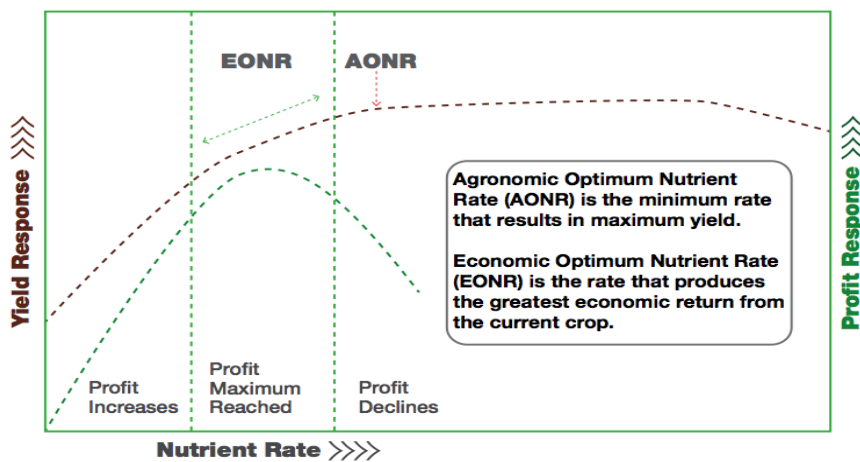 EONR
AONR
Yield Response
Agronomic Optimum Nutrient
Rate (AONR) is the minimum rate
that results in maximum yield.
Economic Optimum Nutrient Rate
(EONR) is the rate that produces
the greatest economic return from
the current crop.
Profit Response
Profit
Increases
Profit
Maximum
Reached
Profit
Declines
Nutrient Rate